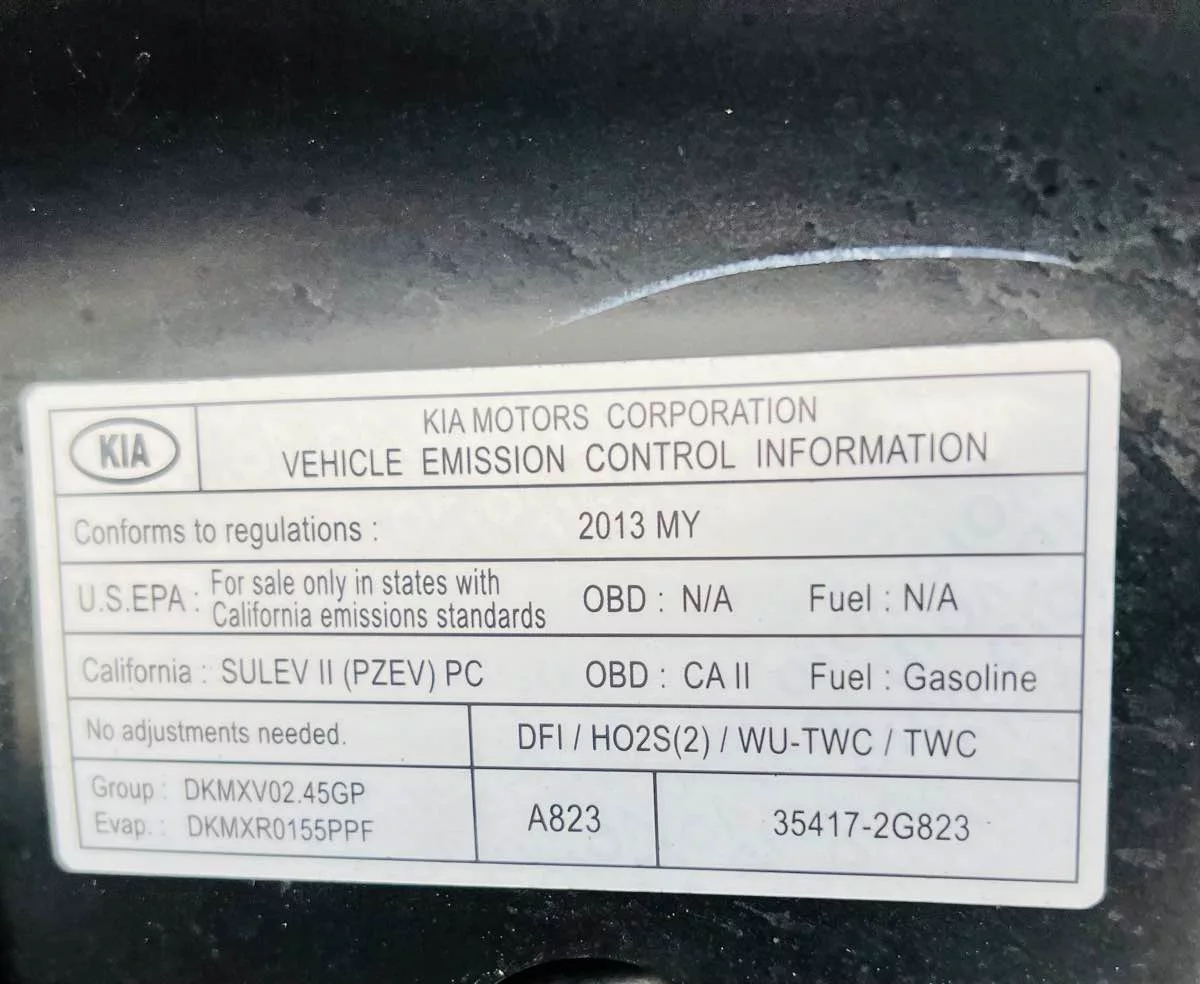 KIA
KIA MOTORS CORPORATION
VEHICLE EMISSION CONTROL INFORMATION
Conforms to regulations : 2013 MY
U.S.EPA : For sale only in states with California emissions standards OBD : N/A Fuel : N/A
California : SULEV II (PZEV) PC OBD : CA II Fuel : Gasoline
No adjustments needed. DFI / HO2S(2) / WU-TWC / TWC
Group : DKMXV02.45GP
Evap. : DKMXR0155PPF
A823
35417-2G823